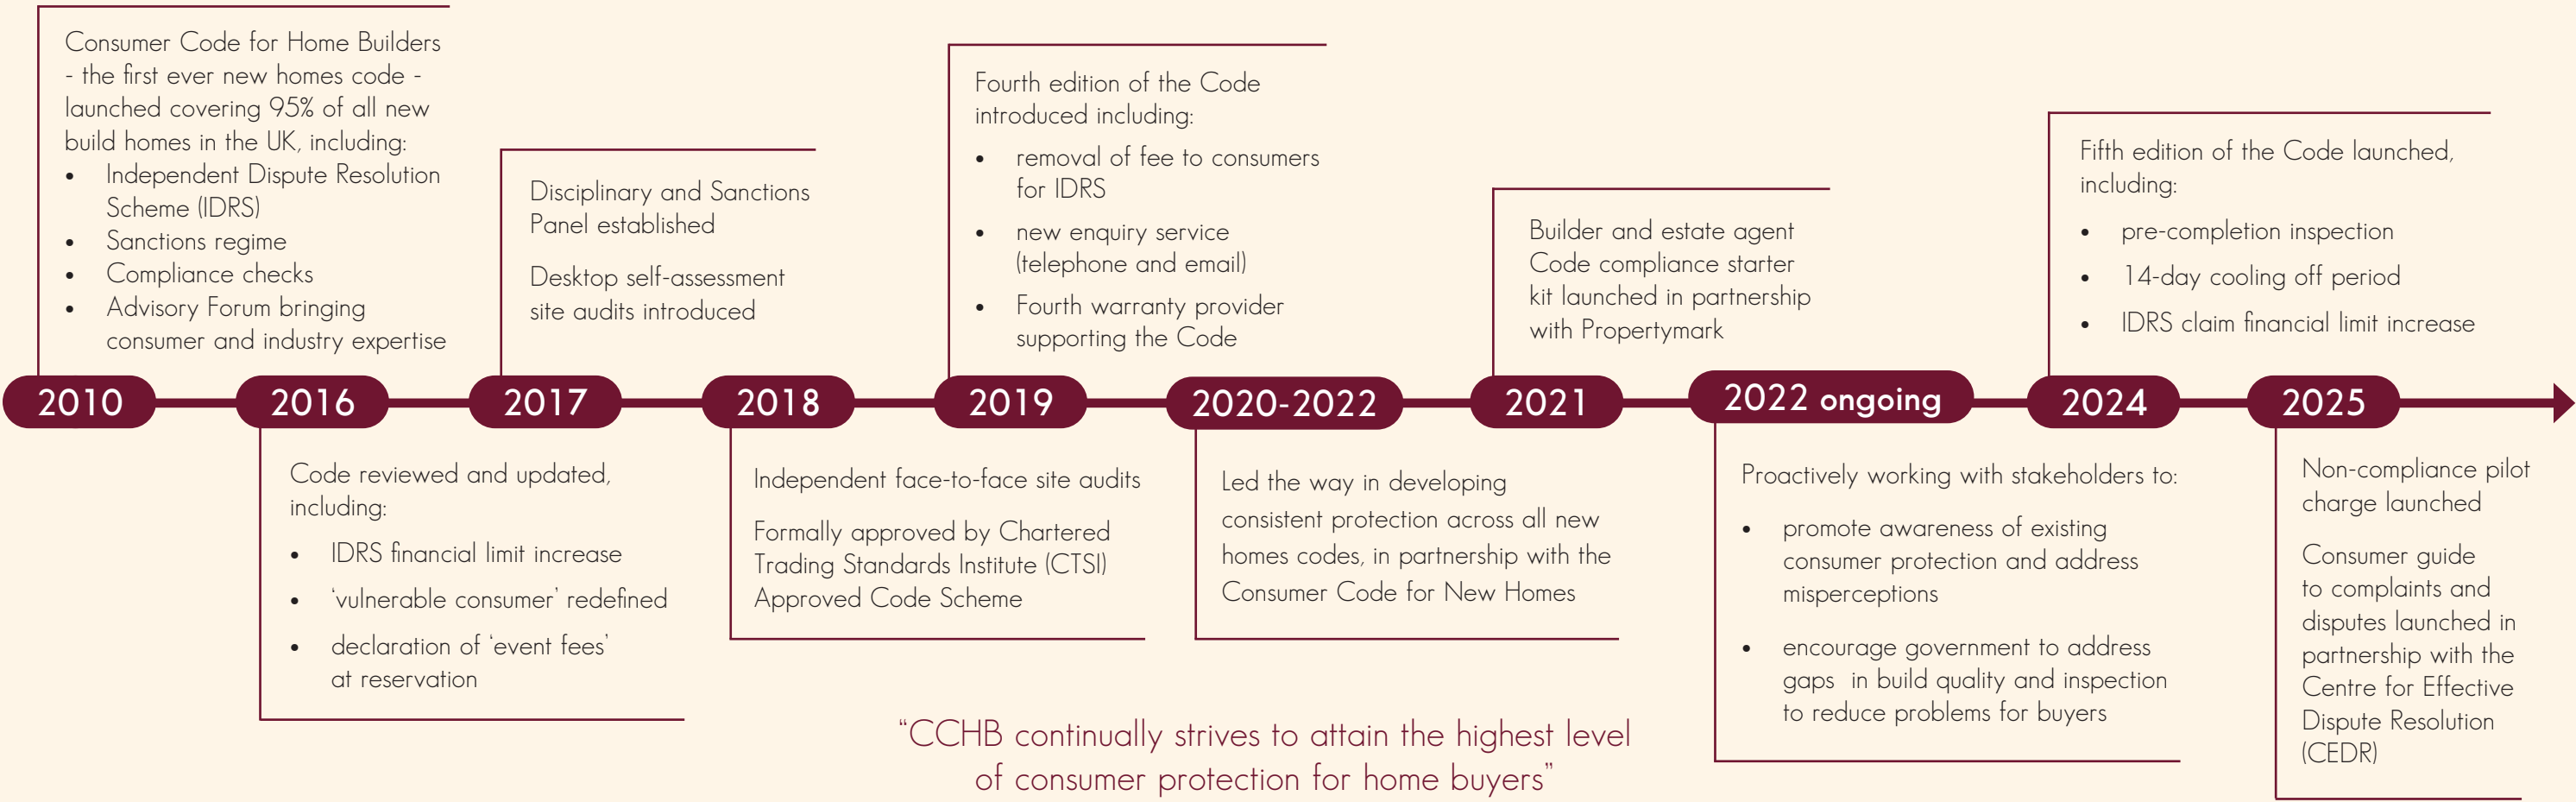 Consumer Code for Home Builders
- the first ever new homes code -
launched covering 95% of all new
build homes in the UK, including:
• Independent Dispute Resolution
Scheme (IDRS)
• Sanctions regime
• Compliance checks
• Advisory Forum bringing
consumer and industry expertise
2010
2016
Code reviewed and updated,
including:
• IDRS financial limit increase
• ‘vulnerable consumer’ redefined
• declaration of ‘event fees’
at reservation
Disciplinary and Sanctions
Panel established
Desktop self-assessment
site audits introduced
2017
2018
Independent face-to-face site audits
Formally approved by Chartered
Trading Standards Institute (CTSI)
Approved Code Scheme
Fourth edition of the Code
introduced including:
• removal of fee to consumers
for IDRS
• new enquiry service
(telephone and email)
• Fourth warranty provider
supporting the Code
2019
2020-2022
Led the way in developing
consistent protection across all new
homes codes, in partnership with the
Consumer Code for New Homes
Builder and estate agent
Code compliance starter
kit launched in partnership
with Propertymark
2021
2022 ongoing
Proactively working with stakeholders to:
• promote awareness of existing
consumer protection and address
misperceptions
• encourage government to address
gaps in build quality and inspection
to reduce problems for buyers
Fifth edition of the Code launched,
including:
• pre-completion inspection
• 14-day cooling off period
• IDRS claim financial limit increase
2024
2025
Non-compliance pilot
charge launched
Consumer guide
to complaints and
disputes launched in
partnership with the
Centre for Effective
Dispute Resolution
(CEDR)
“CCHB continually strives to attain the highest level
of consumer protection for home buyers”